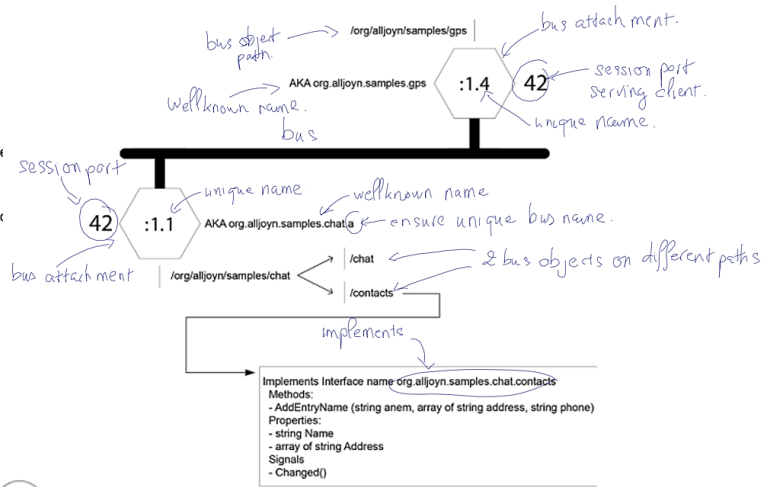 bus object path.
/org/alljoyn/samples/gps
bus attachment.
AKA org.alljoyn.samples.gps
:1.4
42
session port serving client.
wellknown name.
unique name.
bus
session port
42
:1.1
unique name
wellknown name
AKA org.alljoyn.samples.chat.a
ensure unique bus name.
bus attachment
/org/alljoyn/samples/chat
/chat
/contacts
2 bus objects on different paths
implements
Implements Interface name org.alljoyn.samples.chat.contacts
Methods:
- AddEntryName (string anem, array of string address, string phone)
Properties:
- string Name
- array of string Address
Signals
- Changed()